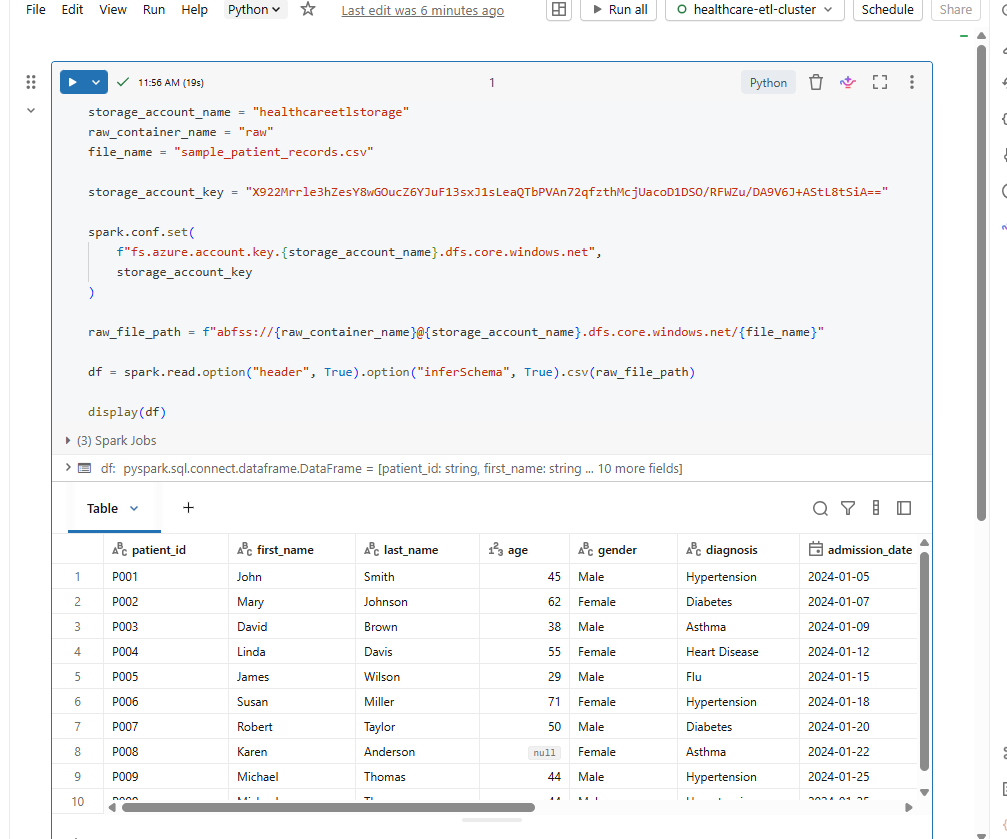 File Edit View Run Help Python Last edit was 6 minutes ago Run all healthcare-etl-cluster Schedule Share
11:56 AM (19s) 1 Python
storage_account_name = "healthcareetlstorage"
raw_container_name = "raw"
file_name = "sample_patient_records.csv"
storage_account_key = "X922Mrrle3hZesY8wGOucZ6YJuF13sxJ1sLeaQTbPVAn72qfzthMcjUacoD1DSO/RFWZu/DA9V6J+AStL8tSiA=="
spark.conf.set(
f"fs.azure.account.key.{storage_account_name}.dfs.core.windows.net",
storage_account_key
)
raw_file_path = f"abfss://{raw_container_name}@{storage_account_name}.dfs.core.windows.net/{file_name}"
df = spark.read.option("header", True).option("inferSchema", True).csv(raw_file_path)
display(df)
(3) Spark Jobs
df: pyspark.sql.connect.dataframe.DataFrame = [patient_id: string, first_name: string ... 10 more fields]
Table +
patient_id first_name last_name age gender diagnosis admission_date
1 P001 John Smith 45 Male Hypertension 2024-01-05
2 P002 Mary Johnson 62 Female Diabetes 2024-01-07
3 P003 David Brown 38 Male Asthma 2024-01-09
4 P004 Linda Davis 55 Female Heart Disease 2024-01-12
5 P005 James Wilson 29 Male Flu 2024-01-15
6 P006 Susan Miller 71 Female Hypertension 2024-01-18
7 P007 Robert Taylor 50 Male Diabetes 2024-01-20
8 P008 Karen Anderson null Female Asthma 2024-01-22
9 P009 Michael Thomas 44 Male Hypertension 2024-01-25
10